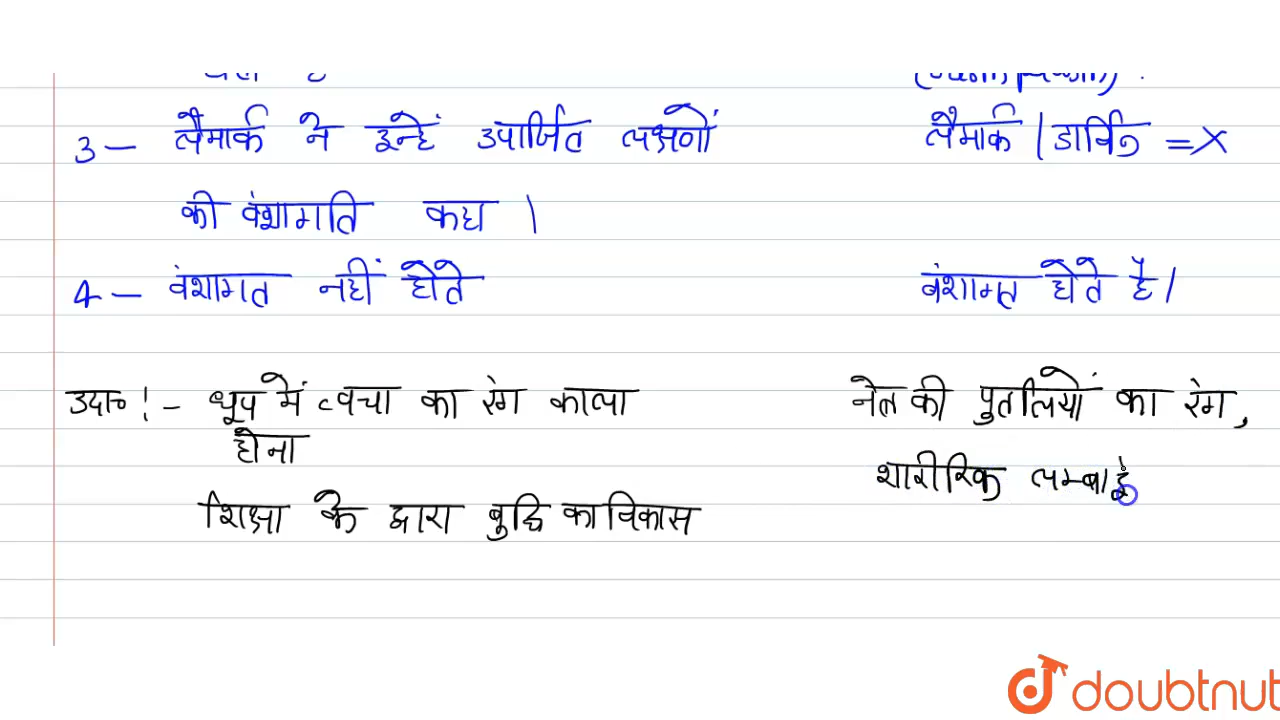 3 – लैमार्क ने इन्हें उपार्जित लक्षणों लैमार्क / डार्विन = X
की वंशागति कहा ।
4 – वंशागत नहीं होते वंशागत होते है।
उदा० :- धूप में त्वचा का रंग काला नेत्र की पुतलियों का रंग,
होना
शारीरिक लम्बाई
शिक्षा के द्वारा बुद्धि का विकास
doubtnut